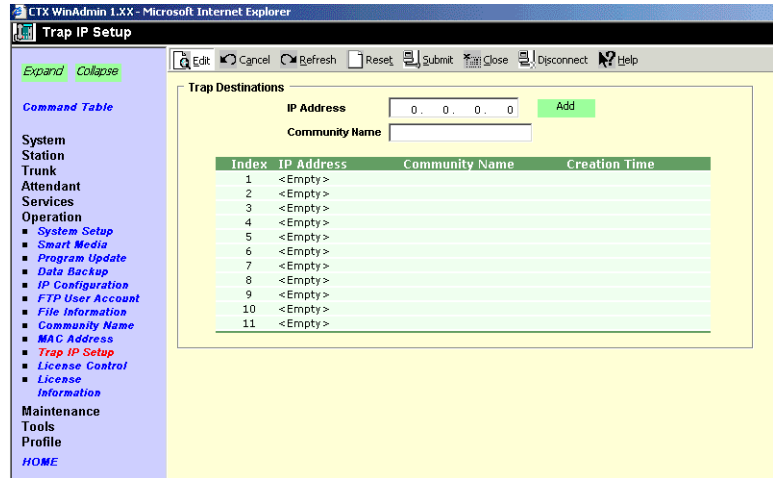 CTX WinAdmin 1.XX - Microsoft Internet Explorer
Trap IP Setup
Expand Collapse
Command Table
System
Station
Trunk
Attendant
Services
Operation
System Setup
Smart Media
Program Update
Data Backup
IP Configuration
FTP User Account
File Information
Community Name
MAC Address
Trap IP Setup
License Control
License
Information
Maintenance
Tools
Profile
HOME
Edit Cancel Refresh Reset Submit Close Disconnect Help
Trap Destinations
IP Address 0. 0. 0. 0 Add
Community Name
Index IP Address Community Name Creation Time
1 <Empty>
2 <Empty>
3 <Empty>
4 <Empty>
5 <Empty>
6 <Empty>
7 <Empty>
8 <Empty>
9 <Empty>
10 <Empty>
11 <Empty>